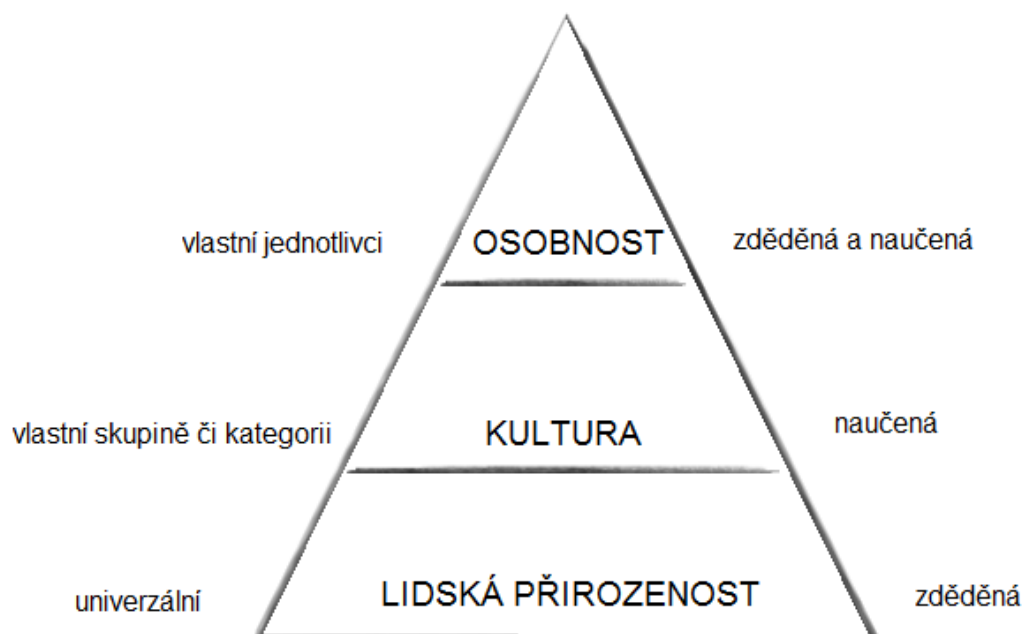 vlastní jednotlivci OSOBNOST zděděná a naučená
vlastní skupině či kategorii KULTURA naučená
univerzální LIDSKÁ PŘIROZENOST zděděná